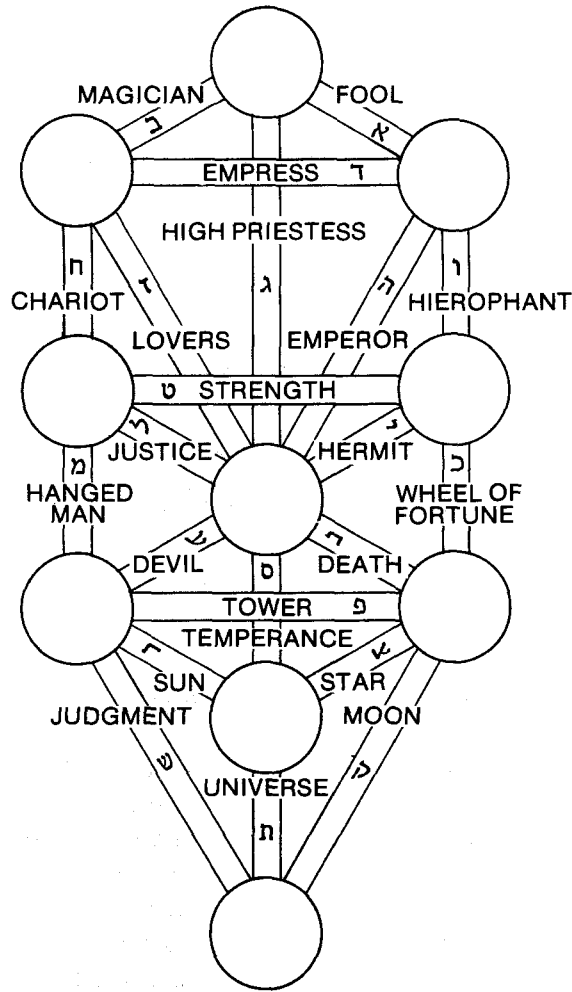 MAGICIAN
FOOL
ב
א
EMPRESS ד
HIGH PRIESTESS
ח
ז
ג
ה
ו
CHARIOT
HIEROPHANT
LOVERS
EMPEROR
ט STRENGTH
ל
י
JUSTICE
HERMIT
מ
כ
HANGED
MAN
WHEEL OF
FORTUNE
ע
נ
DEVIL
ס
DEATH
TOWER פ
TEMPERANCE
ר
צ
SUN
STAR
JUDGMENT
MOON
ש
ק
UNIVERSE
ת